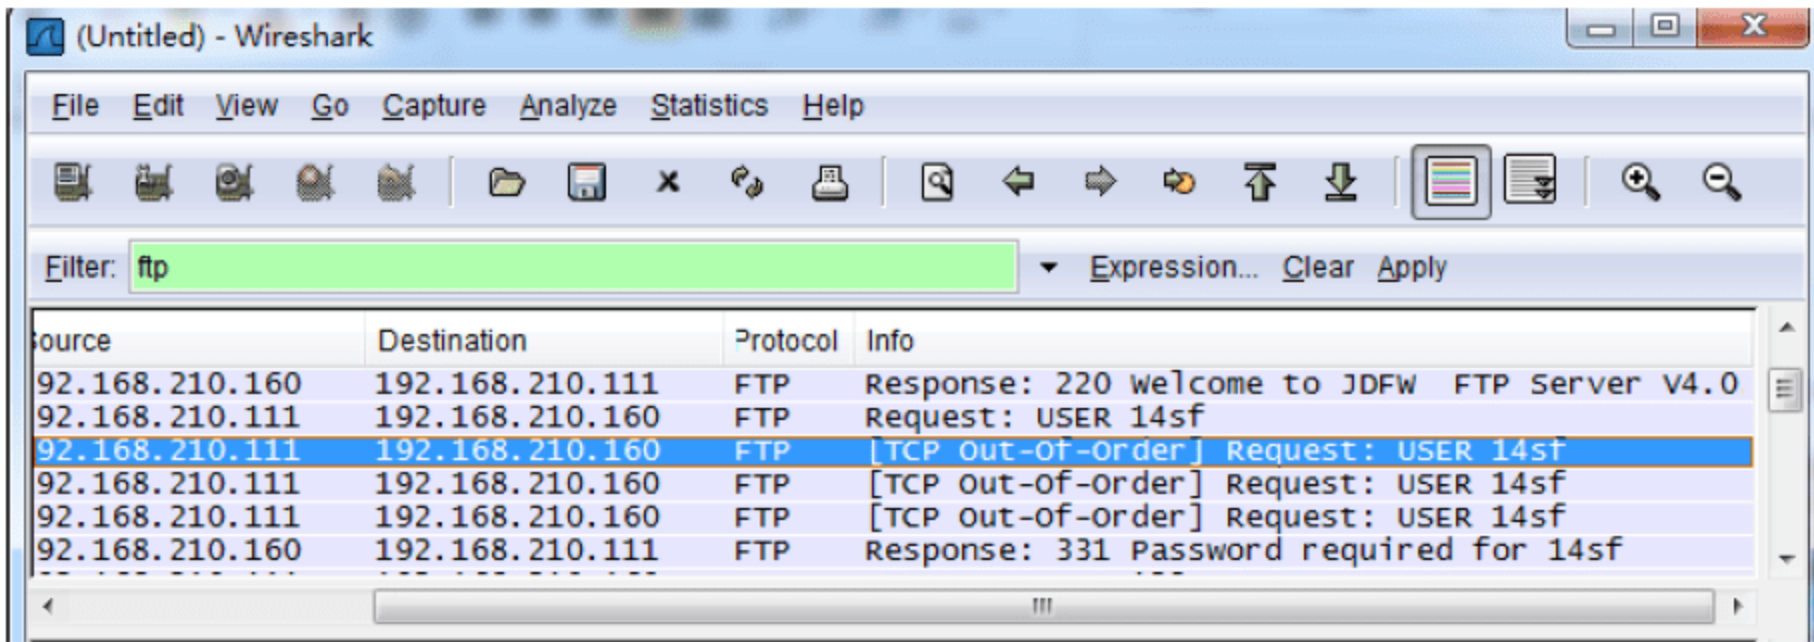 (Untitled) - Wireshark
File Edit View Go Capture Analyze Statistics Help
Filter: ftp Expression... Clear Apply
ource Destination Protocol Info
92.168.210.160 192.168.210.111 FTP Response: 220 Welcome to JDFW  FTP Server V4.0
92.168.210.111 192.168.210.160 FTP Request: USER 14sf
92.168.210.111 192.168.210.160 FTP [TCP Out-Of-Order] Request: USER 14sf
92.168.210.111 192.168.210.160 FTP [TCP Out-Of-Order] Request: USER 14sf
92.168.210.111 192.168.210.160 FTP [TCP Out-Of-Order] Request: USER 14sf
92.168.210.160 192.168.210.111 FTP Response: 331 Password required for 14sf